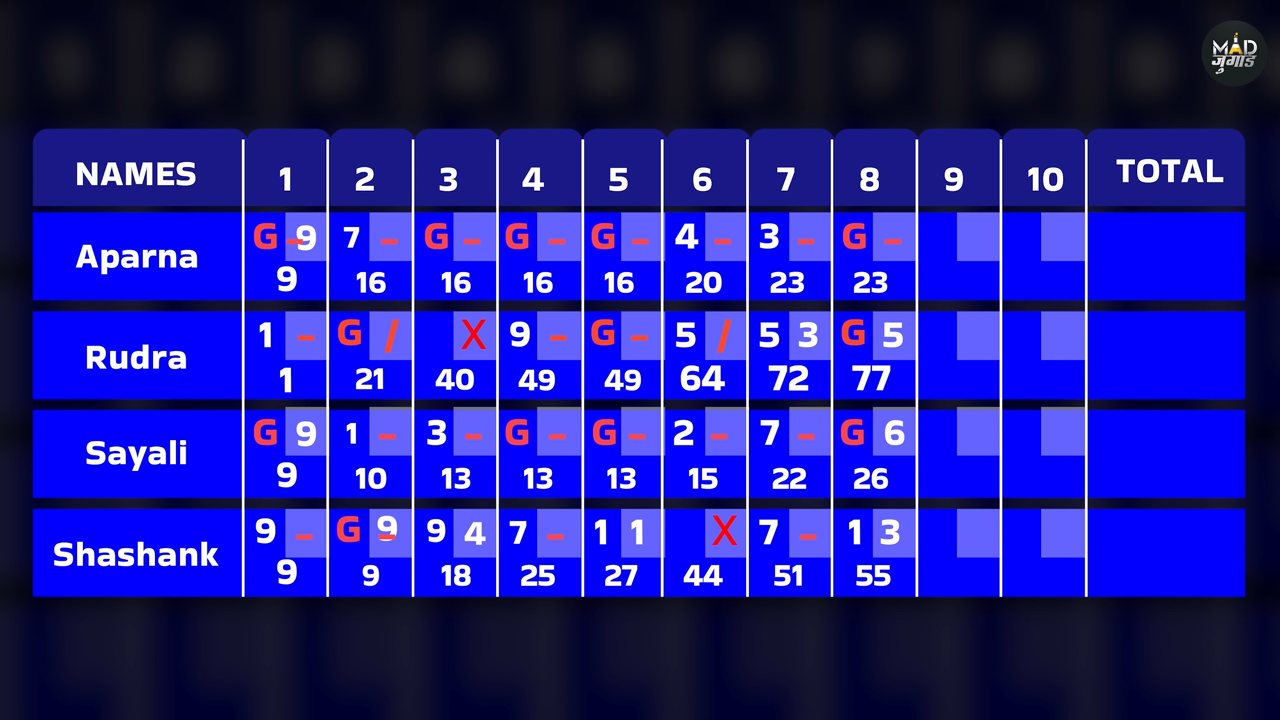 MAD
जुगाड़
NAMES 1 2 3 4 5 6 7 8 9 10 TOTAL
Aparna
G - 9 7 - G - G - G - 4 - 3 - G -
9 16 16 16 16 20 23 23
Rudra
1 - G / X 9 - G - 5 / 5 3 G 5
1 21 40 49 49 64 72 77
Sayali
G 9 1 - 3 - G - G - 2 - 7 - G 6
9 10 13 13 13 15 22 26
Shashank
9 - G 9 - 9 4 7 - 1 1 X 7 - 1 3
9 9 18 25 27 44 51 55